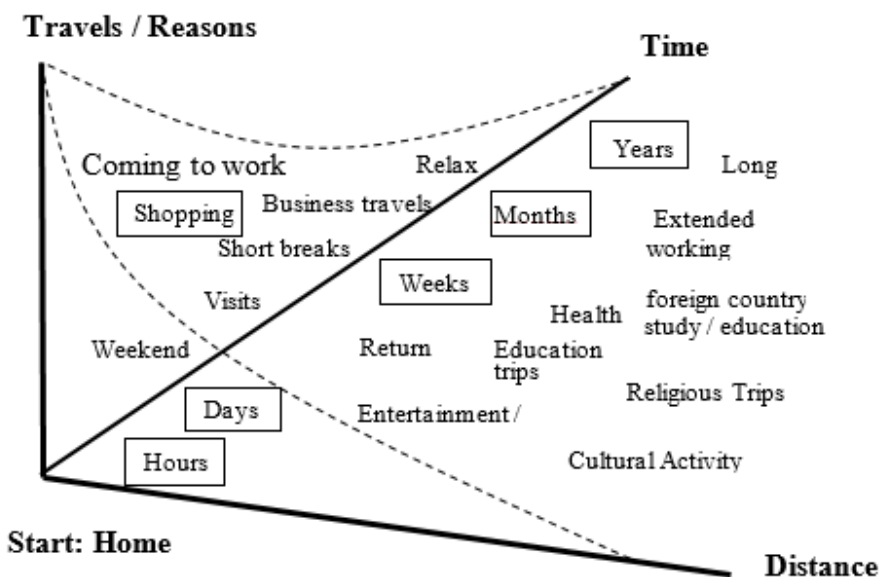 Travels / Reasons
Time
Years
Coming to work
Relax
Long
Shopping
Business travels
Months
Extended
working
Short breaks
Weeks
Visits
Health
foreign country
study / education
Weekend
Return
Education
trips
Religious Trips
Days
Entertainment /
Hours
Cultural Activity
Start: Home
Distance